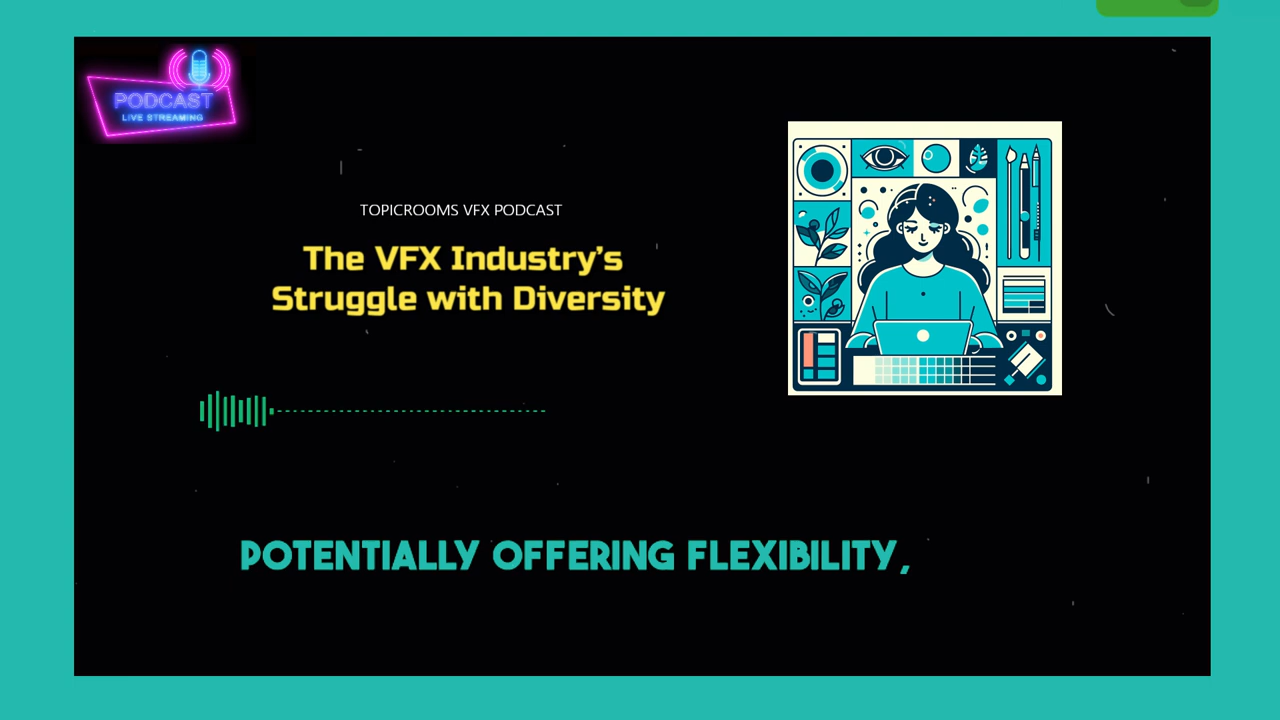 PODCAST
LIVE STREAMING
TOPICROOMS VFX PODCAST
The VFX Industry’s
Struggle with Diversity
POTENTIALLY OFFERING FLEXIBILITY,